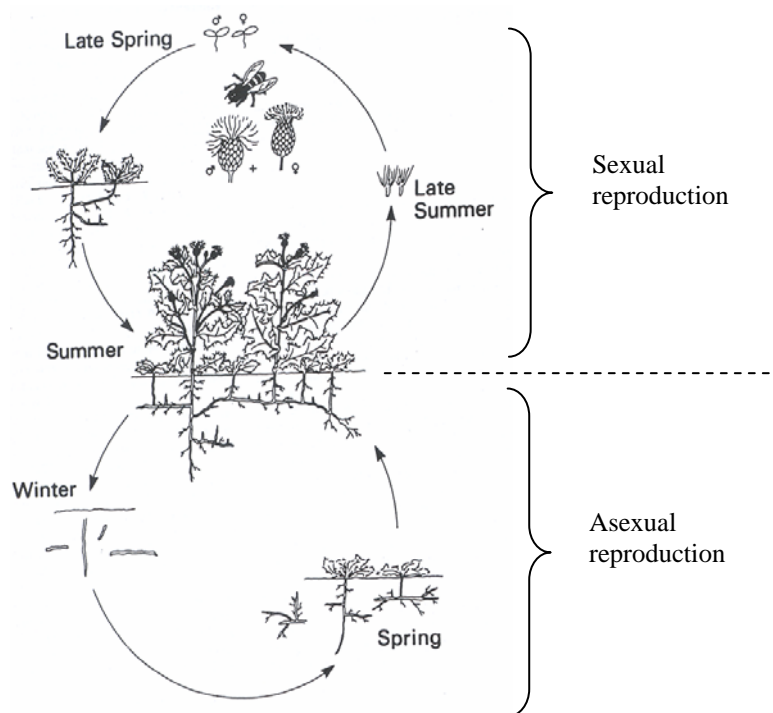 ♂ ♀
Late Spring
♂ + ♀
Late
Summer
Sexual
reproduction
Summer
Winter
Spring
Asexual
reproduction